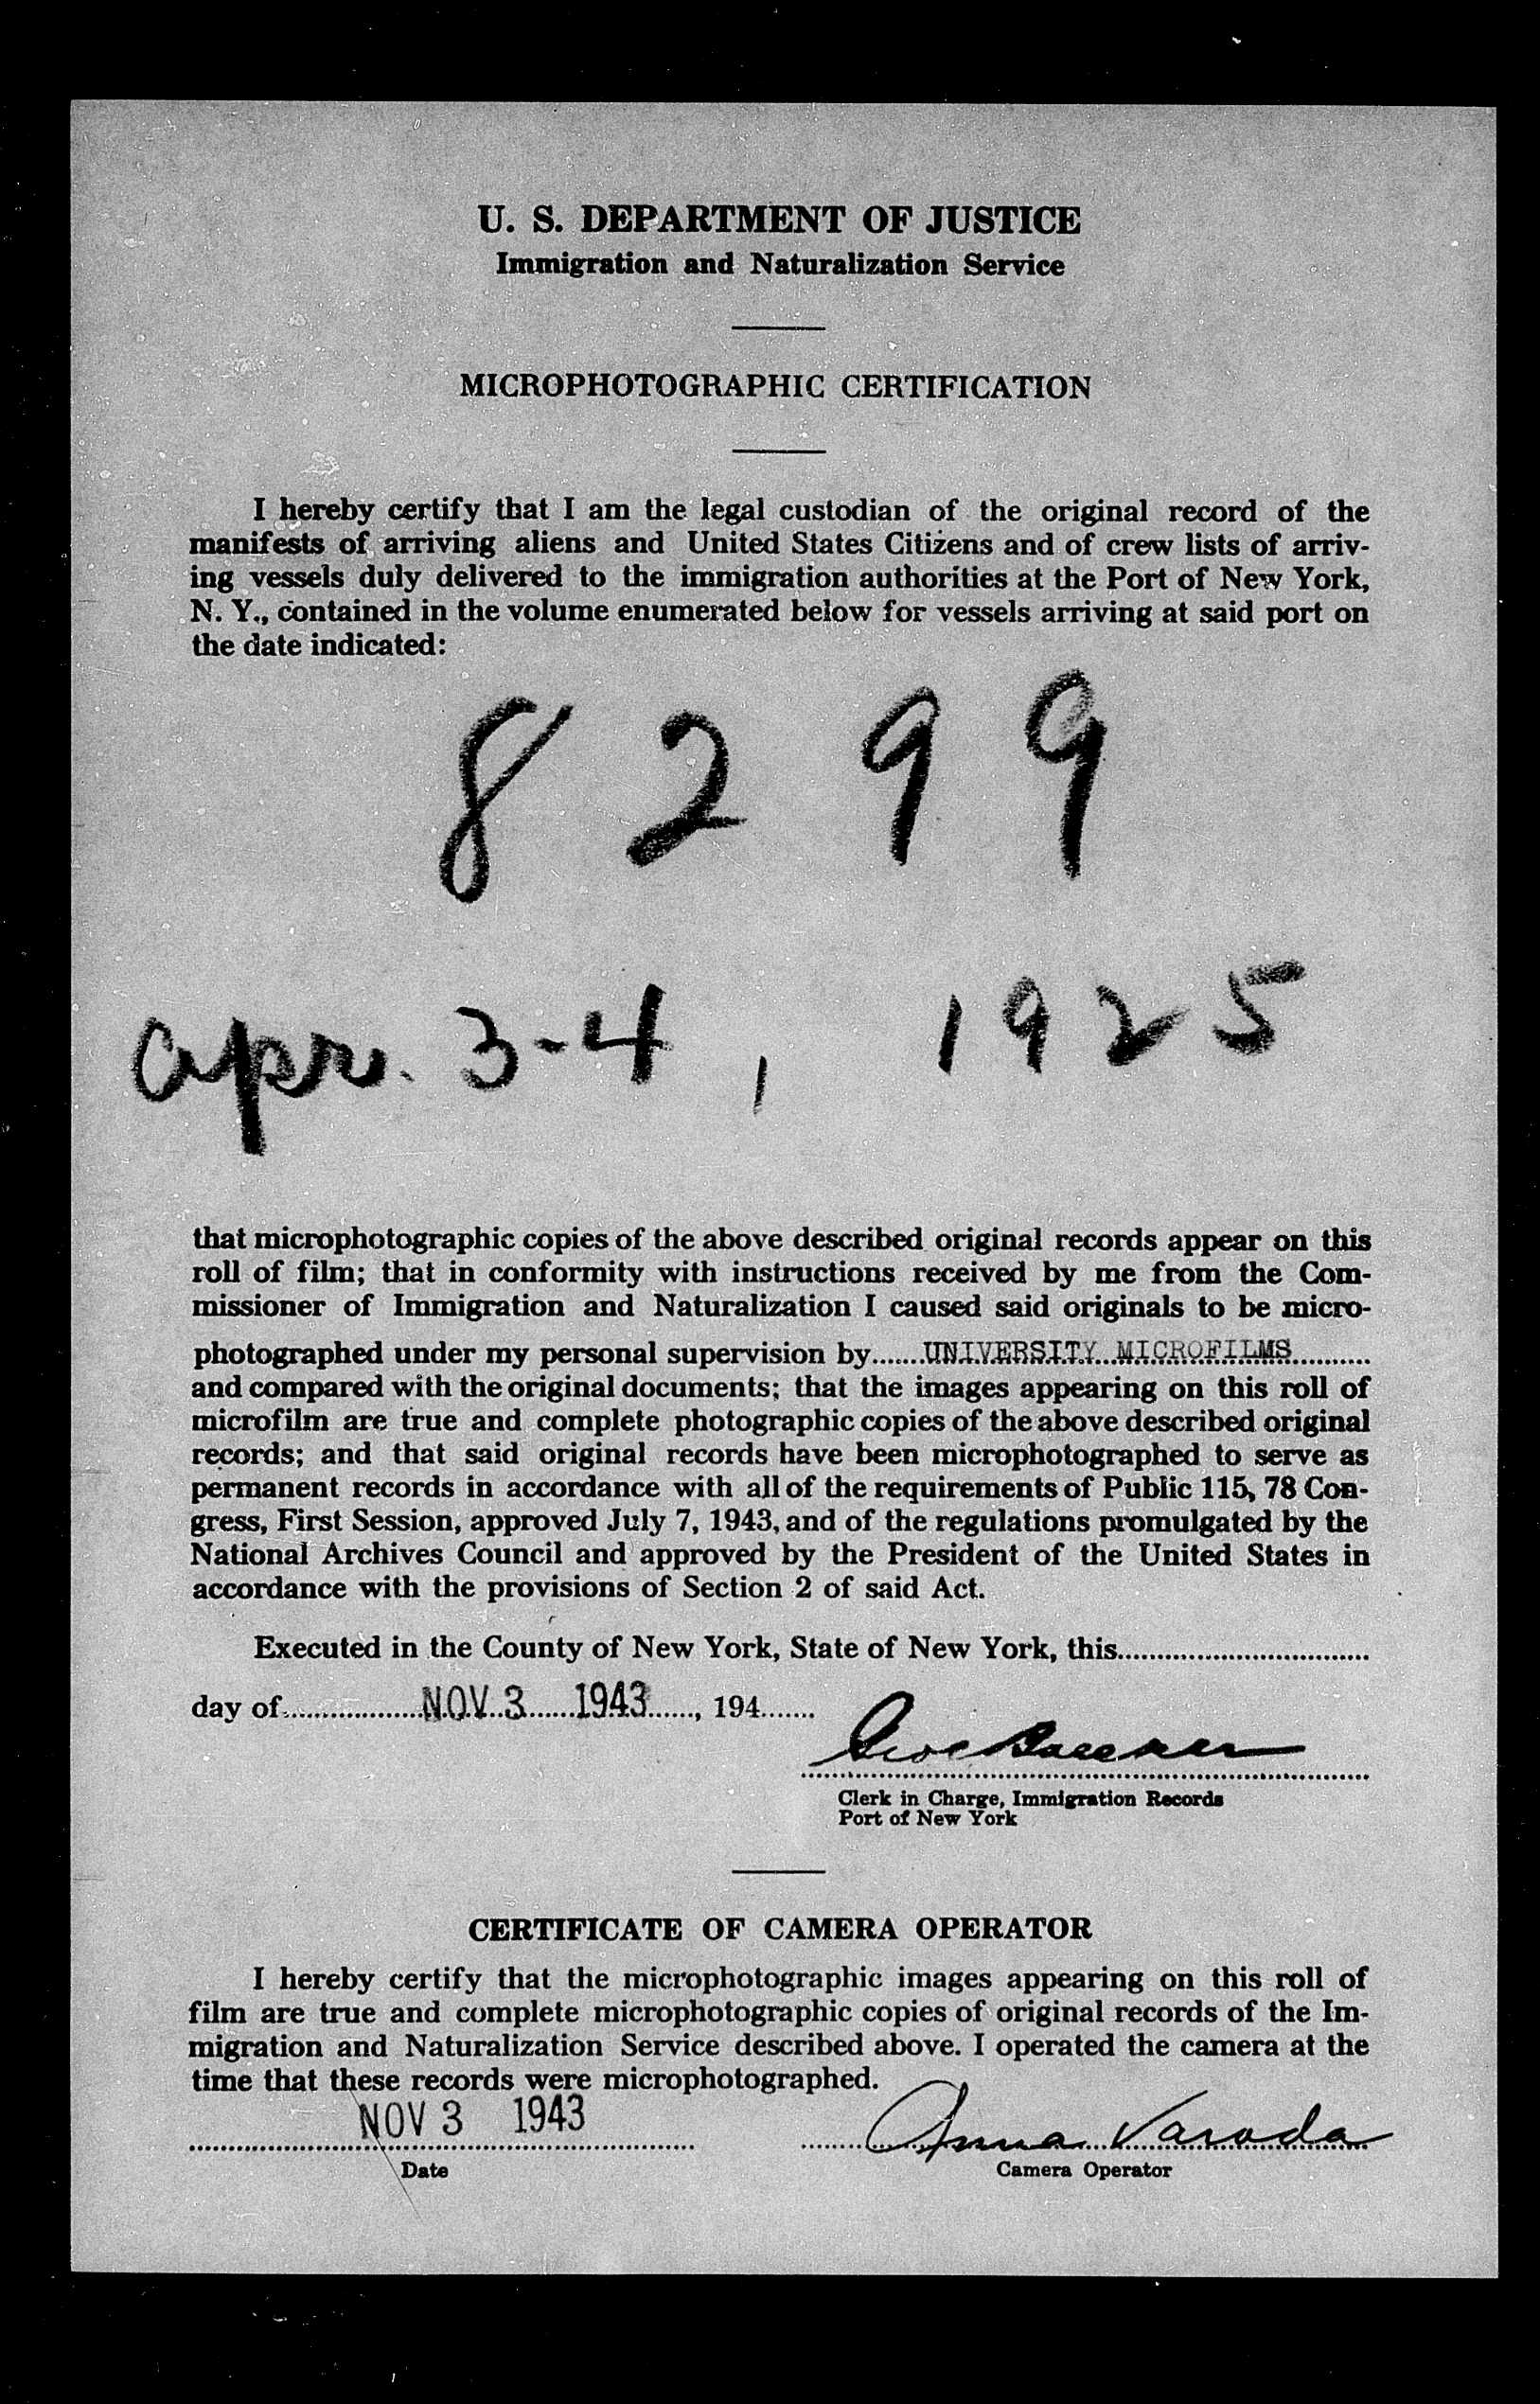 U. S. DEPARTMENT OF JUSTICE
Immigration and Naturalization Service
MICROPHOTOGRAPHIC CERTIFICATION
I hereby certify that I am the legal custodian of the original record of the
manifests of arriving aliens and United States Citizens and of crew lists of arriv-
ing vessels duly delivered to the immigration authorities at the Port of New York,
N. Y., contained in the volume enumerated below for vessels arriving at said port on
the date indicated:
8299
Apr. 3-4, 1925
that microphotographic copies of the above described original records appear on this
roll of film; that in conformity with instructions received by me from the Com-
missioner of Immigration and Naturalization I caused said originals to be micro-
photographed under my personal supervision by.......UNIVERSITY MICROFILMS..........
and compared with the original documents; that the images appearing on this roll of
microfilm are true and complete photographic copies of the above described original
records; and that said original records have been microphotographed to serve as
permanent records in accordance with all of the requirements of Public 115, 78 Con-
gress, First Session, approved July 7, 1943, and of the regulations promulgated by the
National Archives Council and approved by the President of the United States in
accordance with the provisions of Section 2 of said Act.
Executed in the County of New York, State of New York, this................................
day of..................NOV 3 1943......, 194.......
Clerk in Charge, Immigration Records
Port of New York
CERTIFICATE OF CAMERA OPERATOR
I hereby certify that the microphotographic images appearing on this roll of
film are true and complete microphotographic copies of original records of the Im-
migration and Naturalization Service described above. I operated the camera at the
time that these records were microphotographed.
NOV 3 1943
Anna Varada
Date
Camera Operator